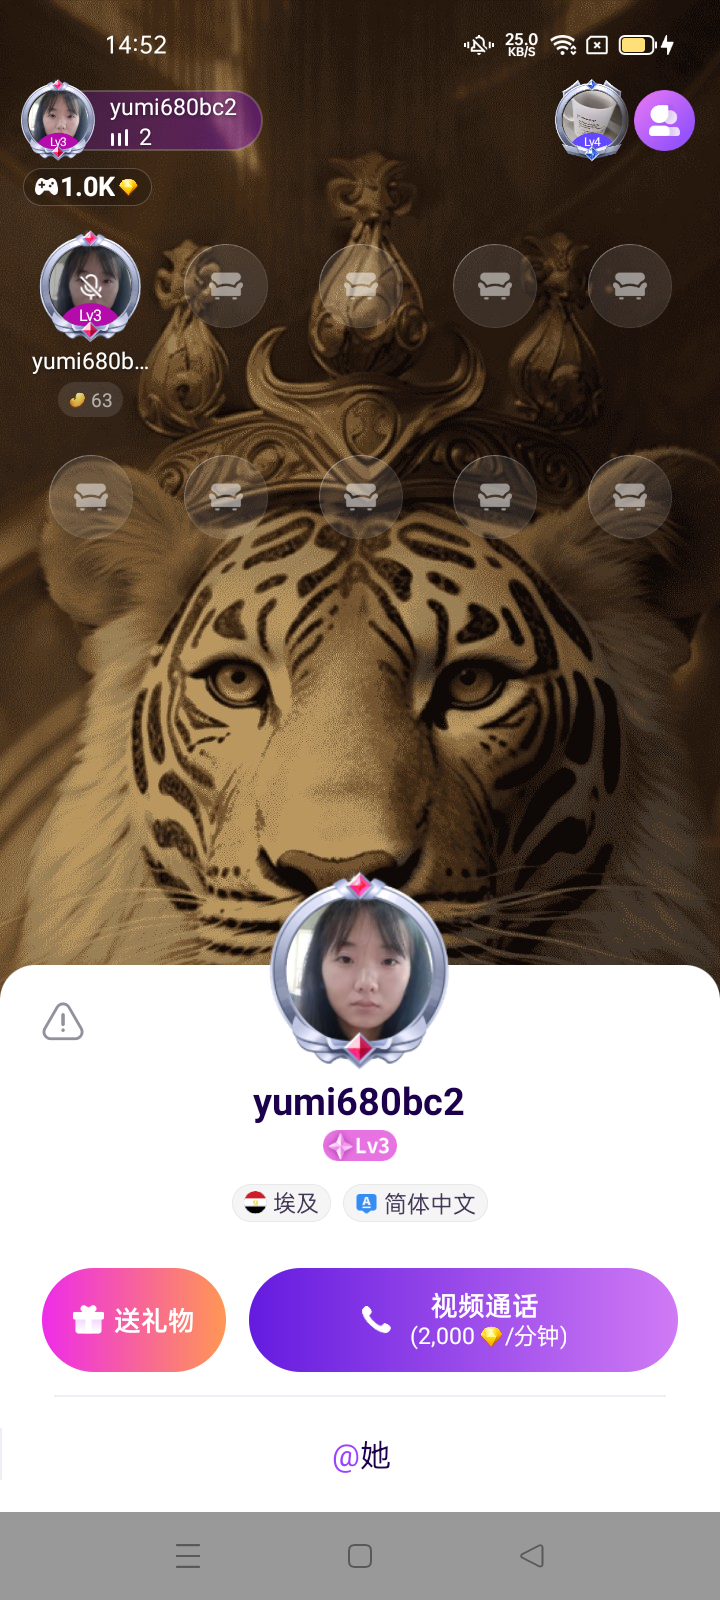 14:52
25.0
KB/S
yumi680bc2
2
Lv3
Lv4
1.0K
Lv3
yumi680b...
63
yumi680bc2
Lv3
埃及
简体中文
送礼物
视频通话
(2,000 /分钟)
@她